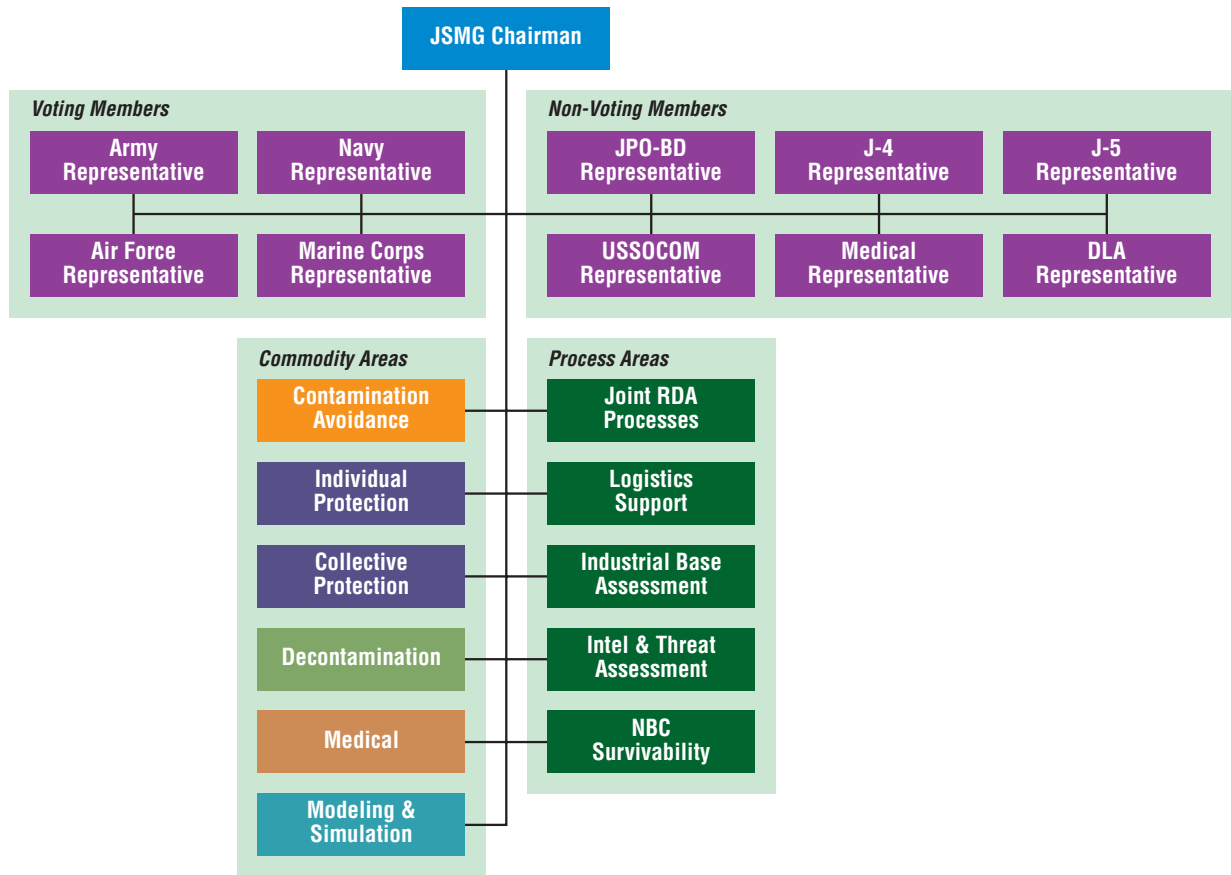 JSMG Chairman
Voting Members
Army
Representative
Navy
Representative
Air Force
Representative
Marine Corps
Representative
Non-Voting Members
JPO-BD
Representative
J-4
Representative
J-5
Representative
USSOCOM
Representative
Medical
Representative
DLA
Representative
Commodity Areas
Contamination
Avoidance
Individual
Protection
Collective
Protection
Decontamination
Medical
Modeling &
Simulation
Process Areas
Joint RDA
Processes
Logistics
Support
Industrial Base
Assessment
Intel & Threat
Assessment
NBC
Survivability